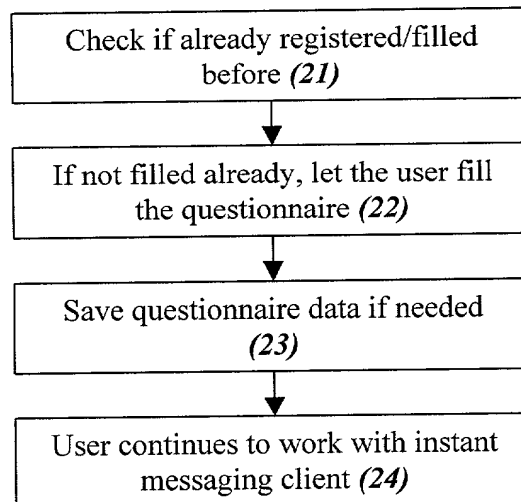 Check if already registered/filled
before (21)
If not filled already, let the user fill
the questionnaire (22)
Save questionnaire data if needed
(23)
User continues to work with instant
messaging client (24)